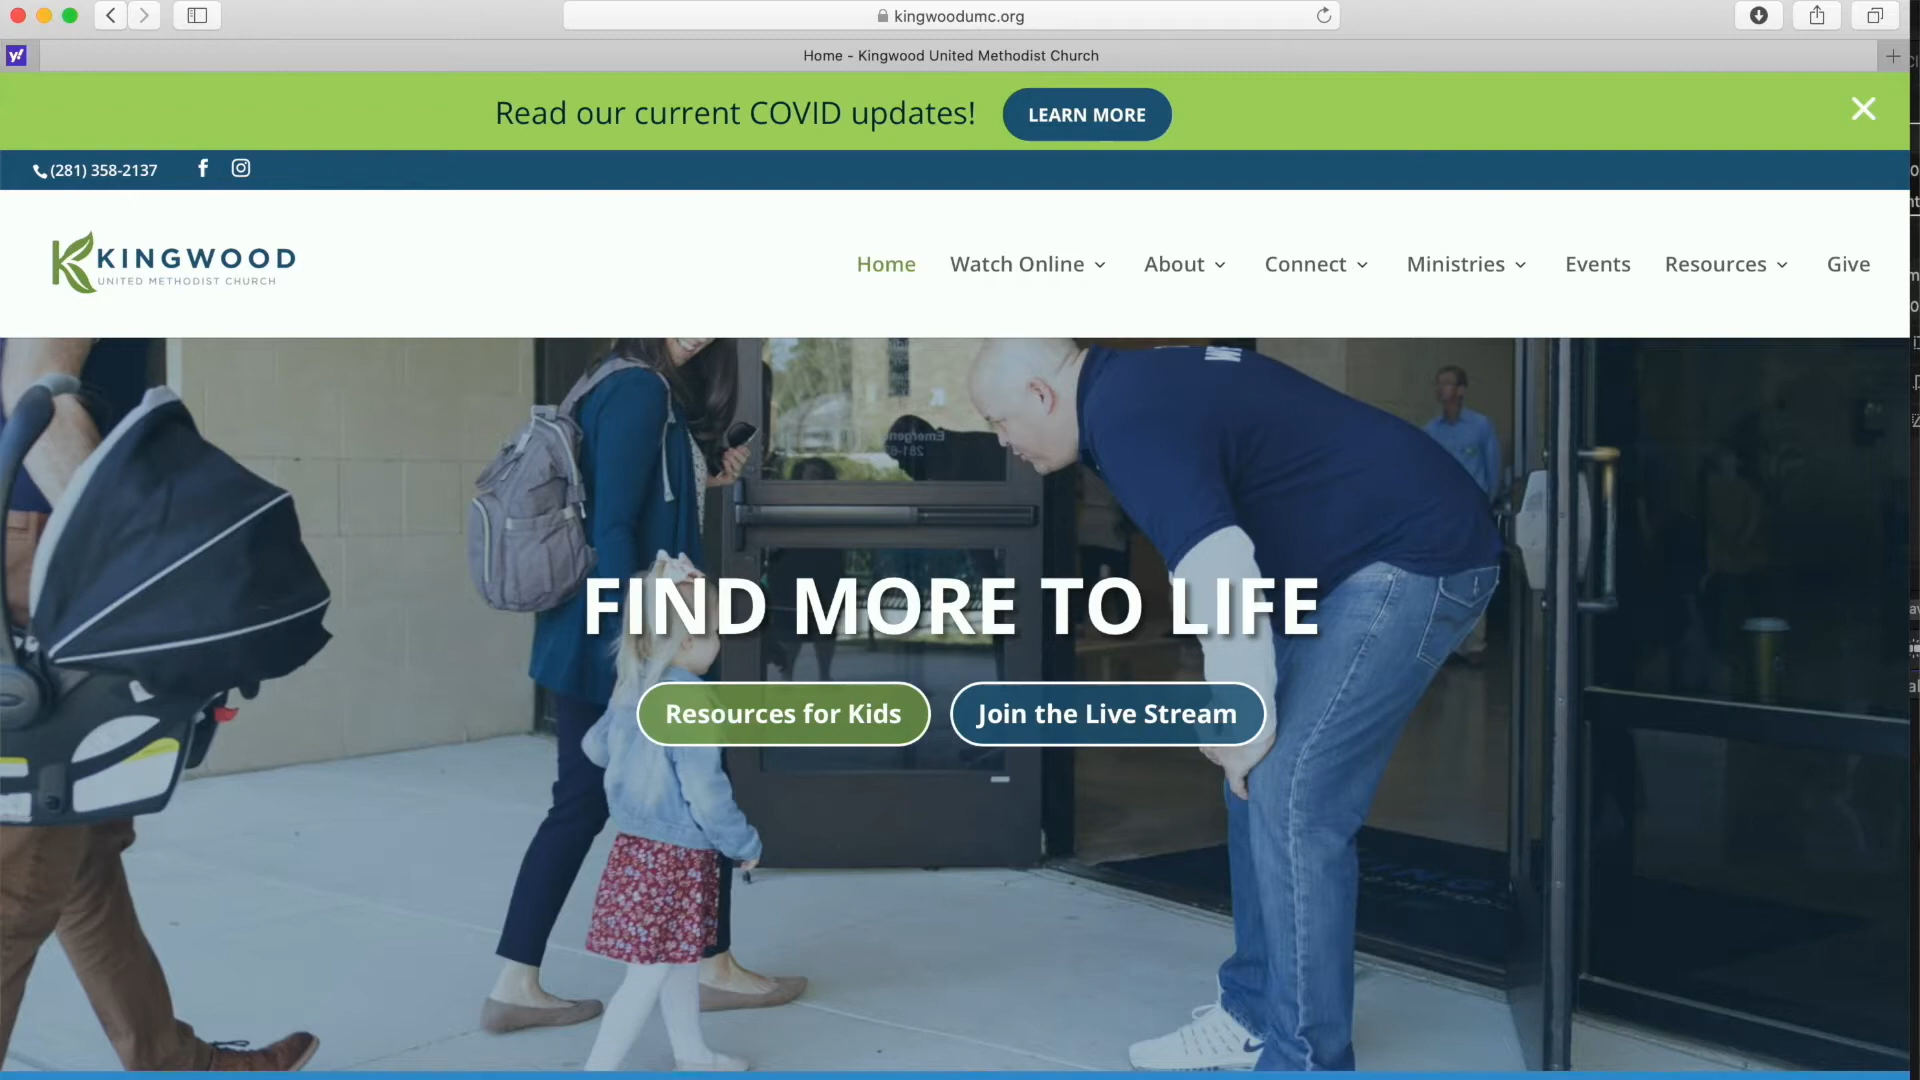 kingwoodumc.org
Home - Kingwood United Methodist Church
Read our current COVID updates!
LEARN MORE
(281) 358-2137
KINGWOOD
UNITED METHODIST CHURCH
Home Watch Online About Connect Ministries Events Resources Give
FIND MORE TO LIFE
Resources for Kids Join the Live Stream